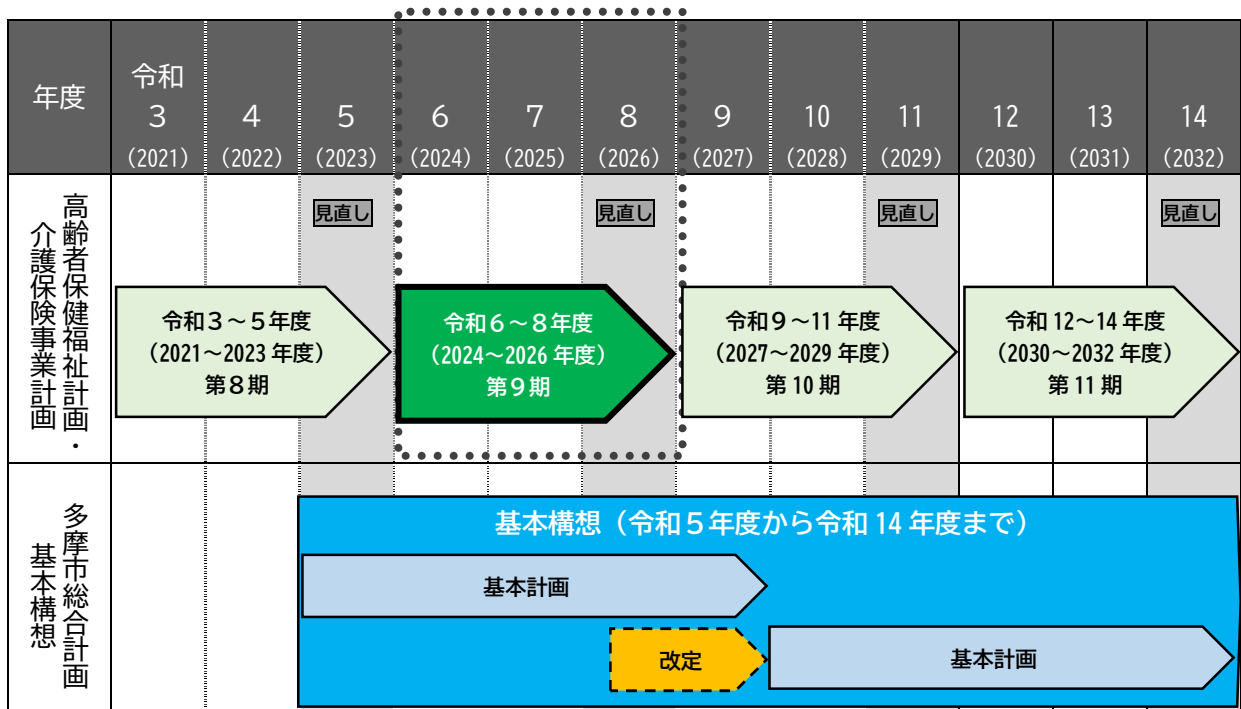 年度
令和
３
４
５
６
７
８
９
10
11
12
13
14
（2021）
（2022）
（2023）
（2024）
（2025）
（2026）
（2027）
（2028）
（2029）
（2030）
（2031）
（2032）
高齢者保健福祉計画・
介護保険事業計画
見直し
見直し
見直し
見直し
令和３～５年度
（2021～2023 年度）
第８期
令和６～８年度
（2024～2026 年度）
第９期
令和９～11 年度
（2027～2029 年度）
第 10 期
令和 12～14 年度
（2030～2032 年度）
第 11 期
多摩市総合計画
基本構想
基本構想（令和５年度から令和 14 年度まで）
基本計画
改定
基本計画